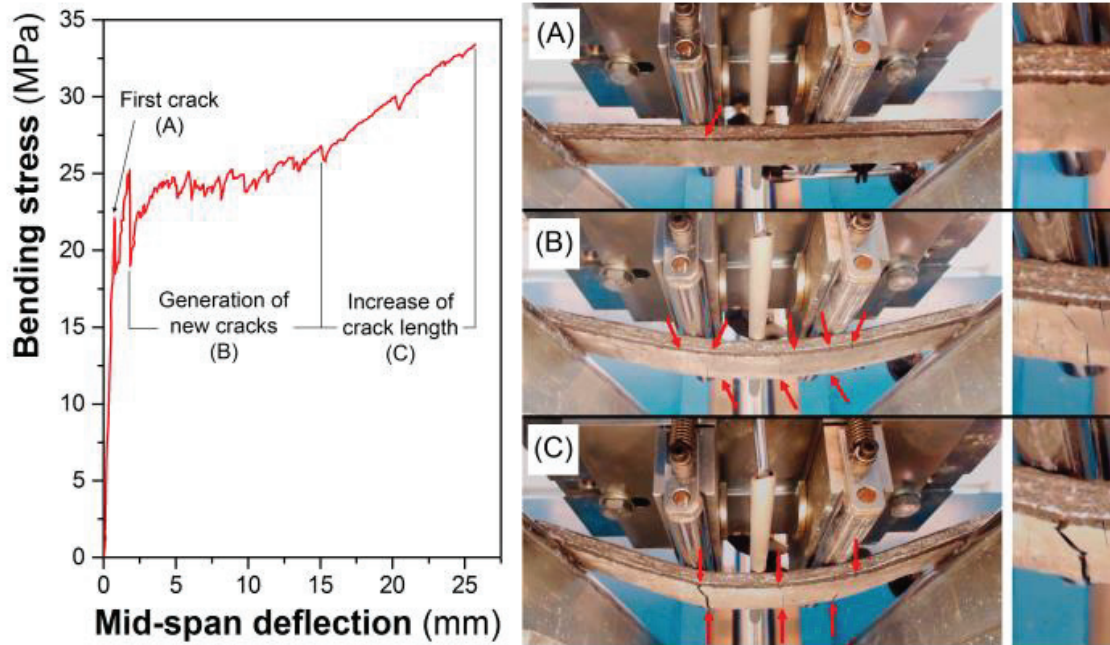 Bending stress (MPa)
35
30
25
20
15
10
5
0
First crack
(A)
Generation of
new cracks
(B)
Increase of
crack length
(C)
0
5
10
15
20
25
Mid-span deflection (mm)
(A)
(B)
(C)